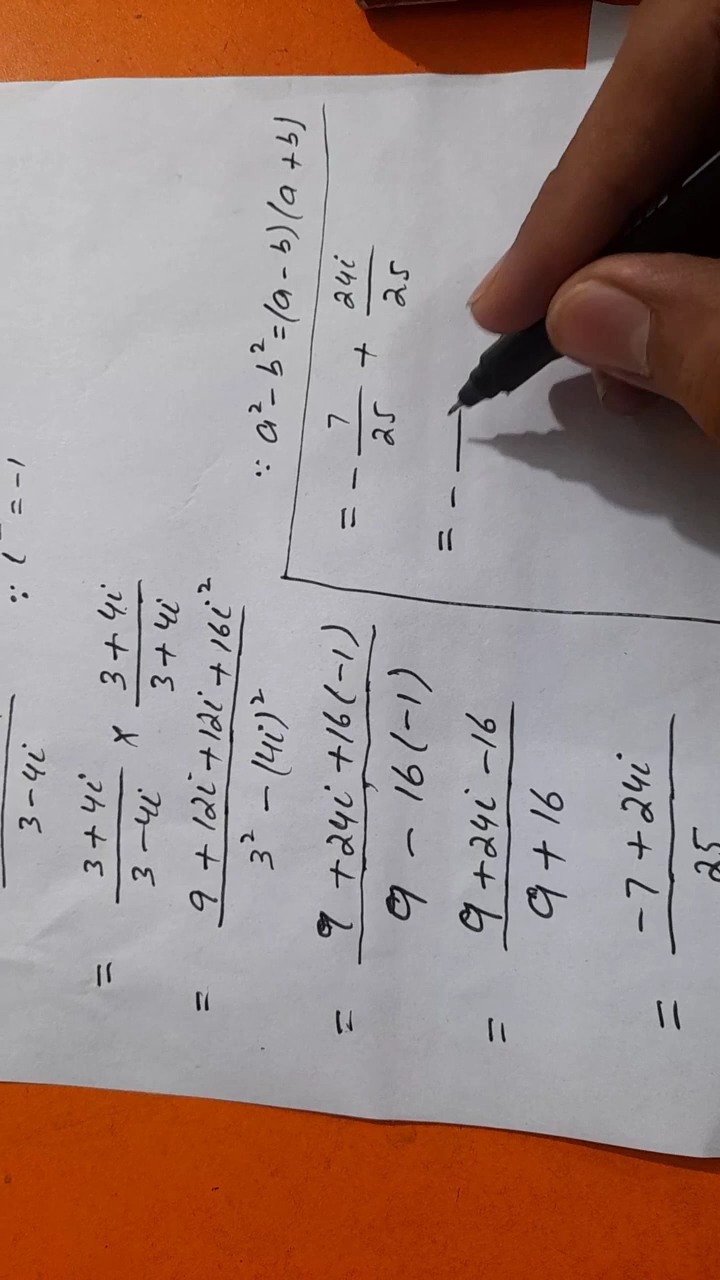 ∵ i² = -1
3-4i
= 3+4i / 3-4i × 3+4i / 3+4i
= 9+12i+12i+16i² / 3² - (4i)²
∵ a² - b² = (a-b)(a+b)
= 9+24i+16(-1) / 9-16(-1)
= 9+24i-16 / 9+16
= -7+24i / 25
= - 7/25 + 24i/25
= -